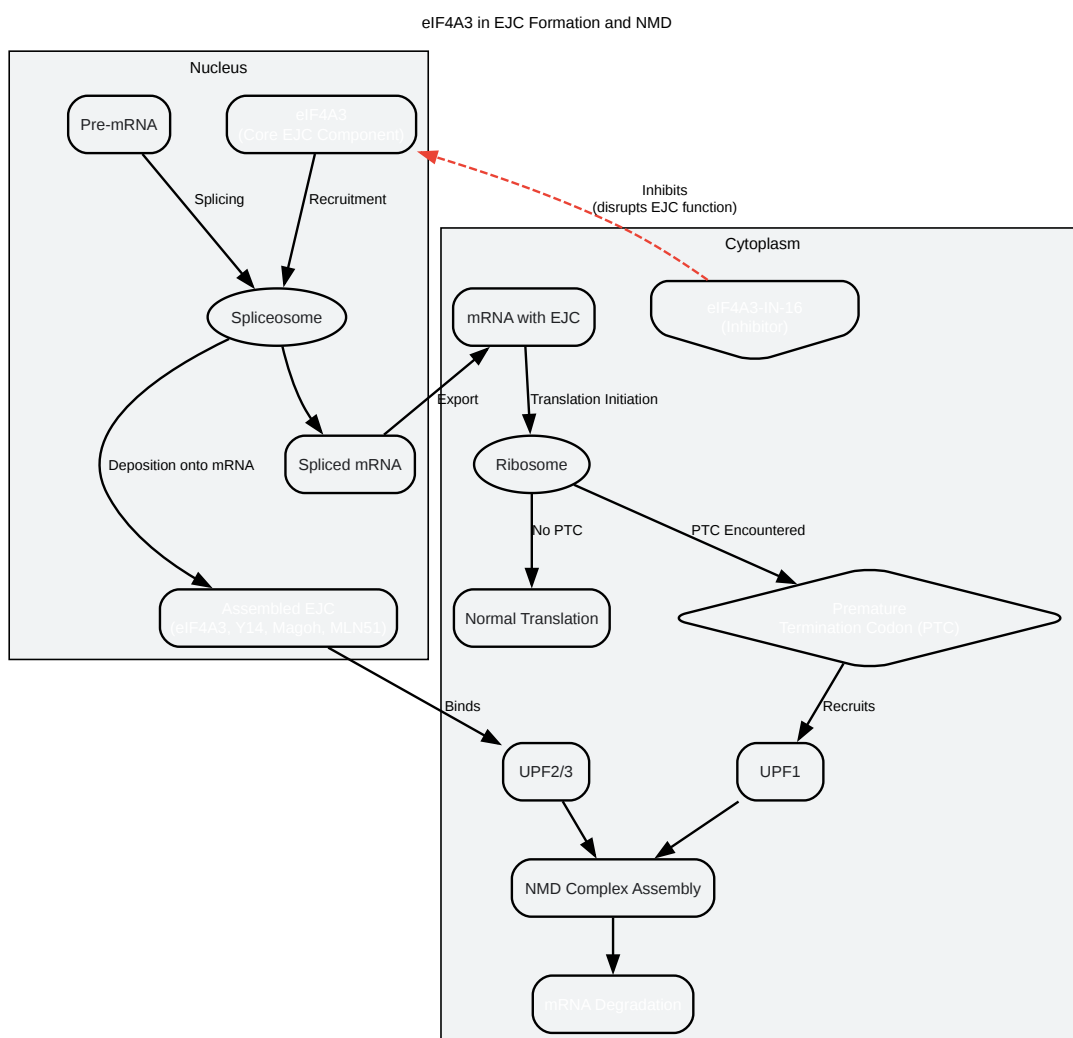 eIF4A3 in EJC Formation and NMD
Nucleus
Pre-mRNA
eIF4A3
(Core EJC Component)
Splicing
Recruitment
Inhibits
(disrupts EJC function)
Cytoplasm
Spliceosome
mRNA with EJC
eIF4A3-IN-16
(Inhibitor)
Export
Translation Initiation
Deposition onto mRNA
Spliced mRNA
Ribosome
No PTC
PTC Encountered
Assembled EJC
(eIF4A3, Y14, Magoh, MLN51)
Normal Translation
Premature
Termination Codon (PTC)
Binds
Recruits
UPF2/3
UPF1
NMD Complex Assembly
mRNA Degradation